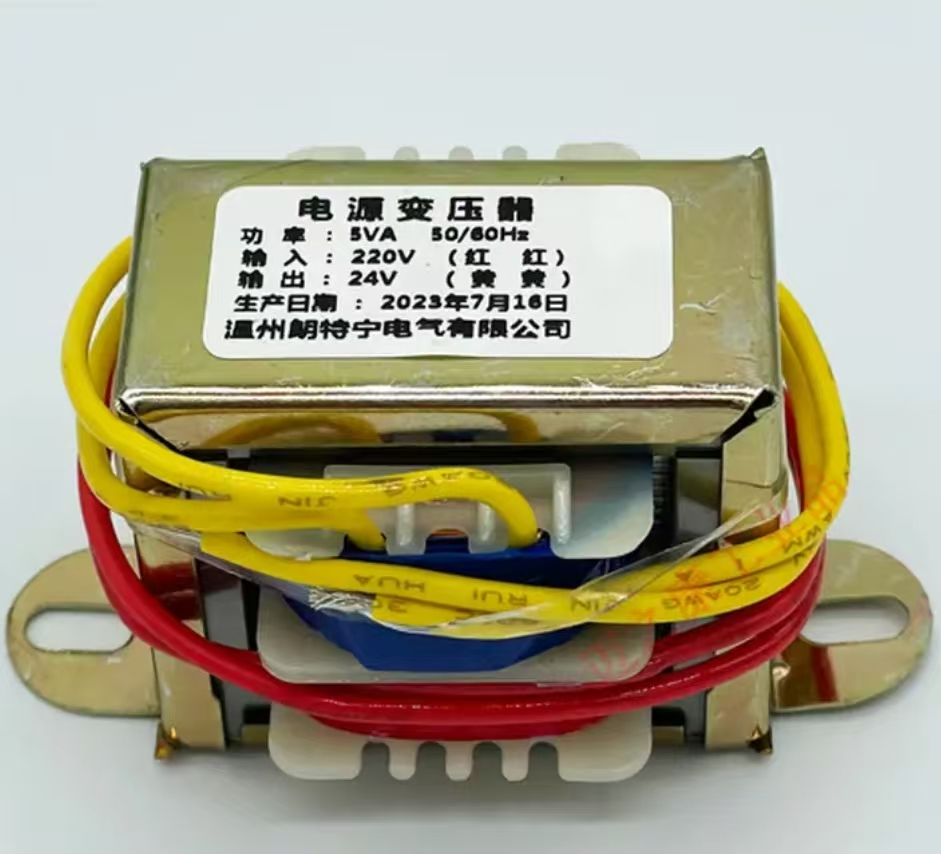 电源变压器
功率：5VA 50/60Hz
输入：220V （红 红）
输出：24V （黄 黄）
生产日期：2023年7月16日
温州朗特宁电气有限公司
20AWG
AWM